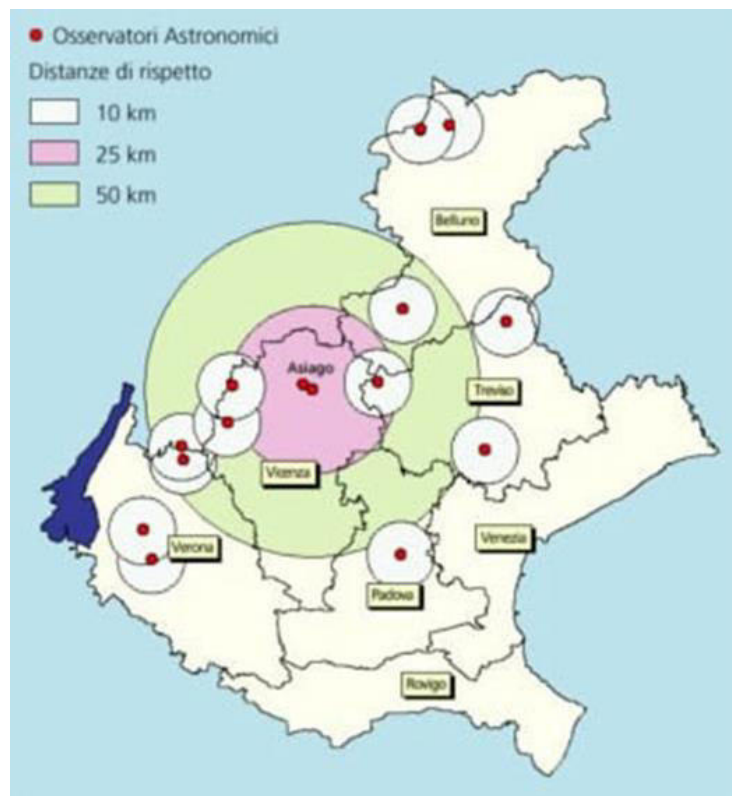 Osservatori Astronomici
Distanze di rispetto
10 km
25 km
50 km
Belluno
Asiago
Treviso
Vicenza
Verona
Venezia
Padova
Rovigo